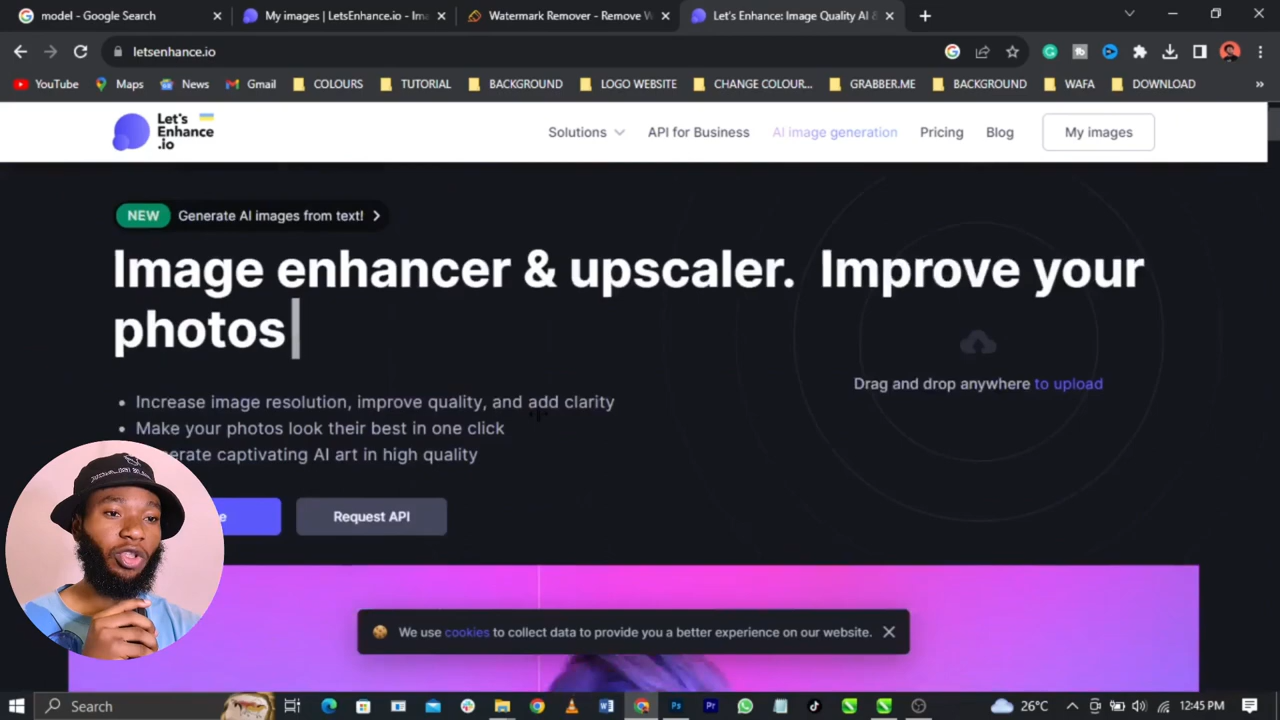 model - Google Search
My images | LetsEnhance.io - Im
Watermark Remover - Remove W
Let's Enhance: Image Quality AI &
letsenhance.io
YouTube
Maps
News
Gmail
COLOURS
TUTORIAL
BACKGROUND
LOGO WEBSITE
CHANGE COLOUR...
GRABBER.ME
BACKGROUND
WAFA
DOWNLOAD
Let's
Enhance
.io
Solutions
API for Business
AI image generation
Pricing
Blog
My images
NEW Generate AI images from text!
Image enhancer & upscaler. Improve your
photos
Drag and drop anywhere to upload
• Increase image resolution, improve quality, and add clarity
• Make your photos look their best in one click
erate captivating AI art in high quality
e
Request API
We use cookies to collect data to provide you a better experience on our website.
Search
26°C
12:45 PM